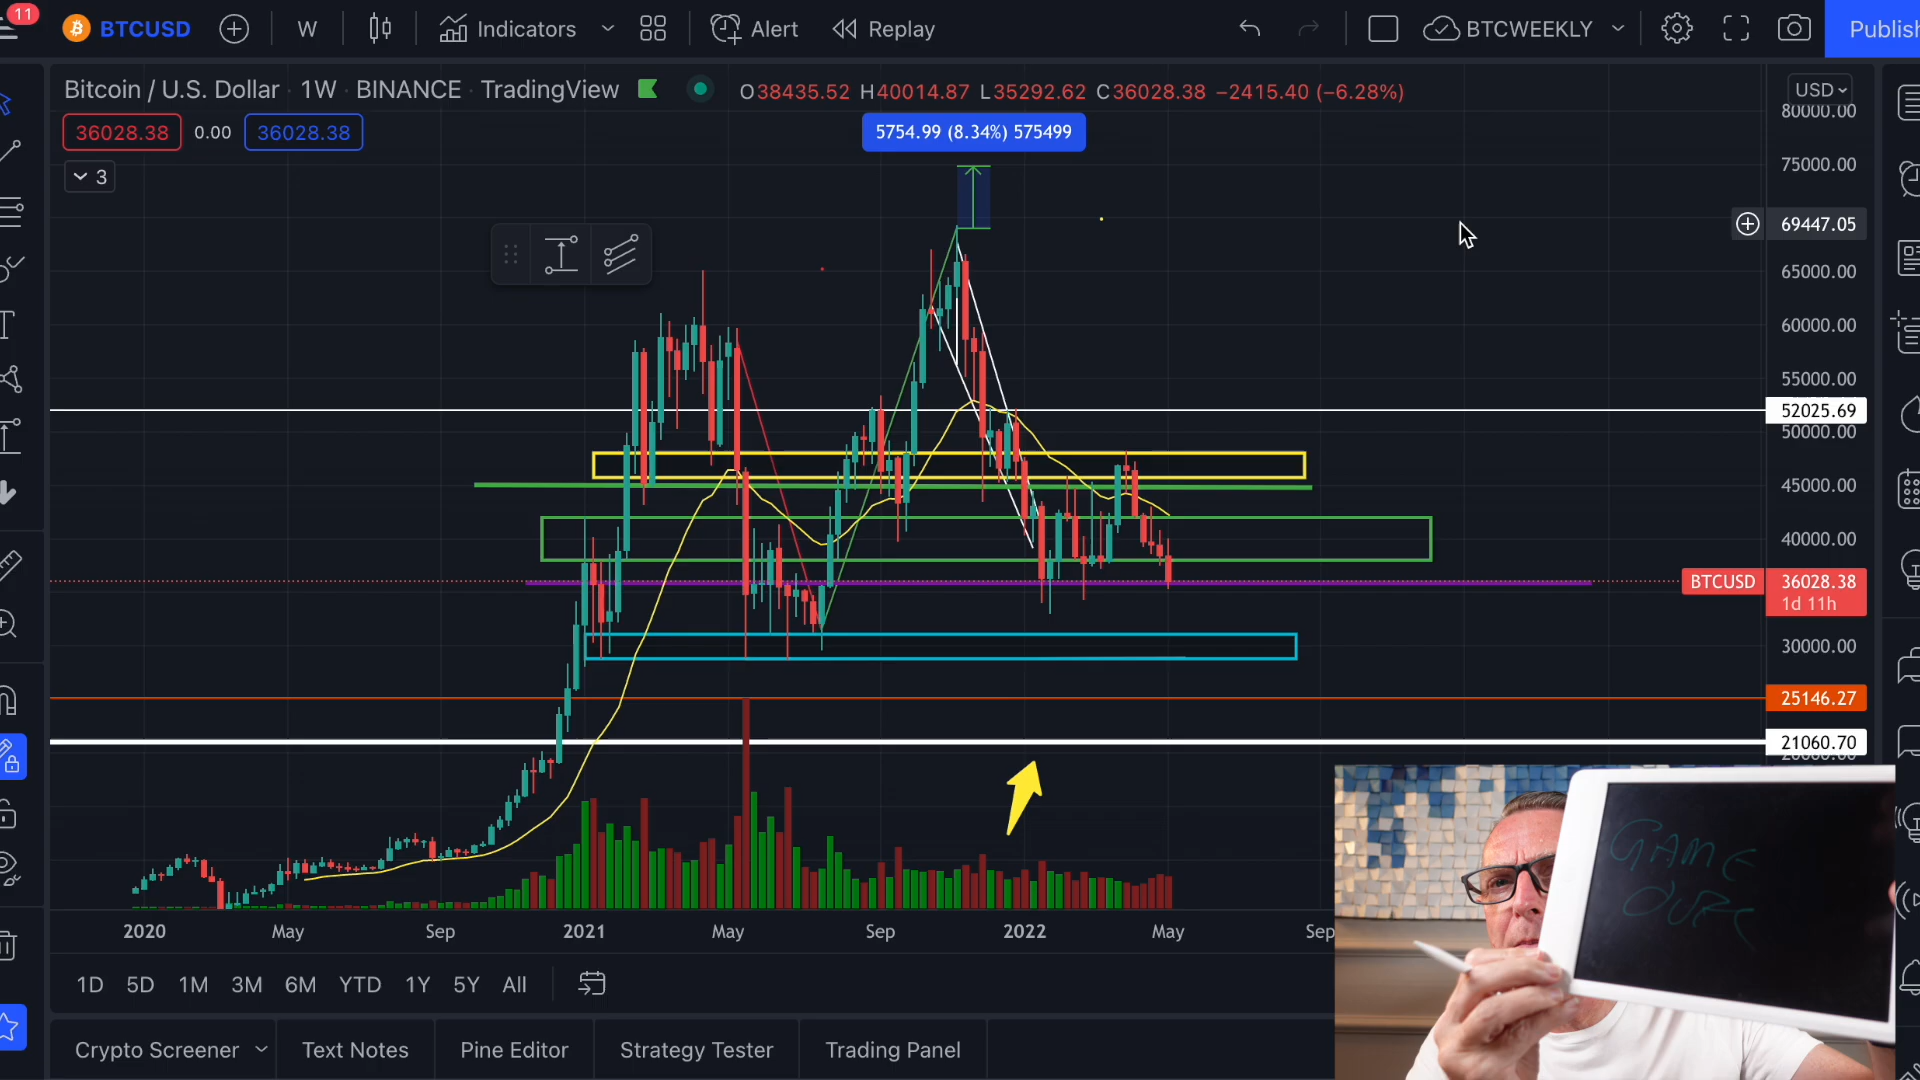 11
BTCUSD W Indicators Alert Replay BTCWEEKLY Publish
Bitcoin / U.S. Dollar · 1W · BINANCE · TradingView O38435.52 H40014.87 L35292.62 C36028.38 −2415.40 (−6.28%) USD
36028.38 0.00 36028.38 5754.99 (8.34%) 575499
3
80000.00
75000.00
69447.05
65000.00
60000.00
55000.00
52025.69
50000.00
45000.00
40000.00
BTCUSD 36028.38
1d 11h
30000.00
25146.27
21060.70
GAME
OVER
2020 May Sep 2021 May Sep 2022 May Sep
1D 5D 1M 3M 6M YTD 1Y 5Y All
Crypto Screener Text Notes Pine Editor Strategy Tester Trading Panel